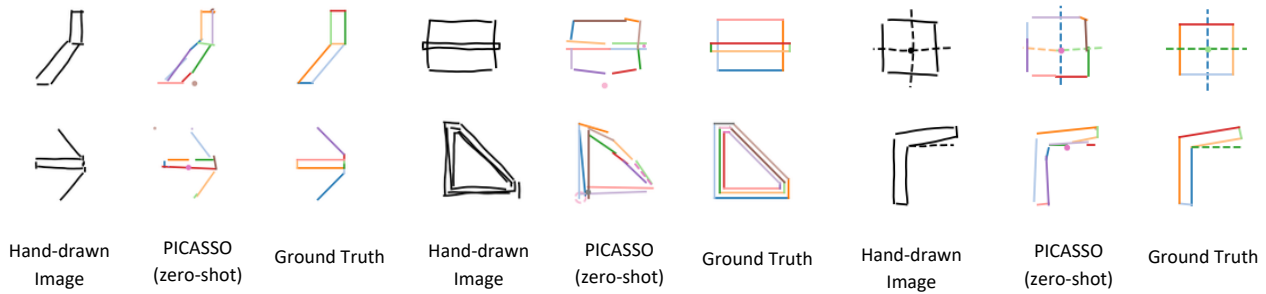 Hand-drawn
Image
PICASSO
(zero-shot)
Ground Truth
Hand-drawn
Image
PICASSO
(zero-shot)
Ground Truth
Hand-drawn
Image
PICASSO
(zero-shot)
Ground Truth